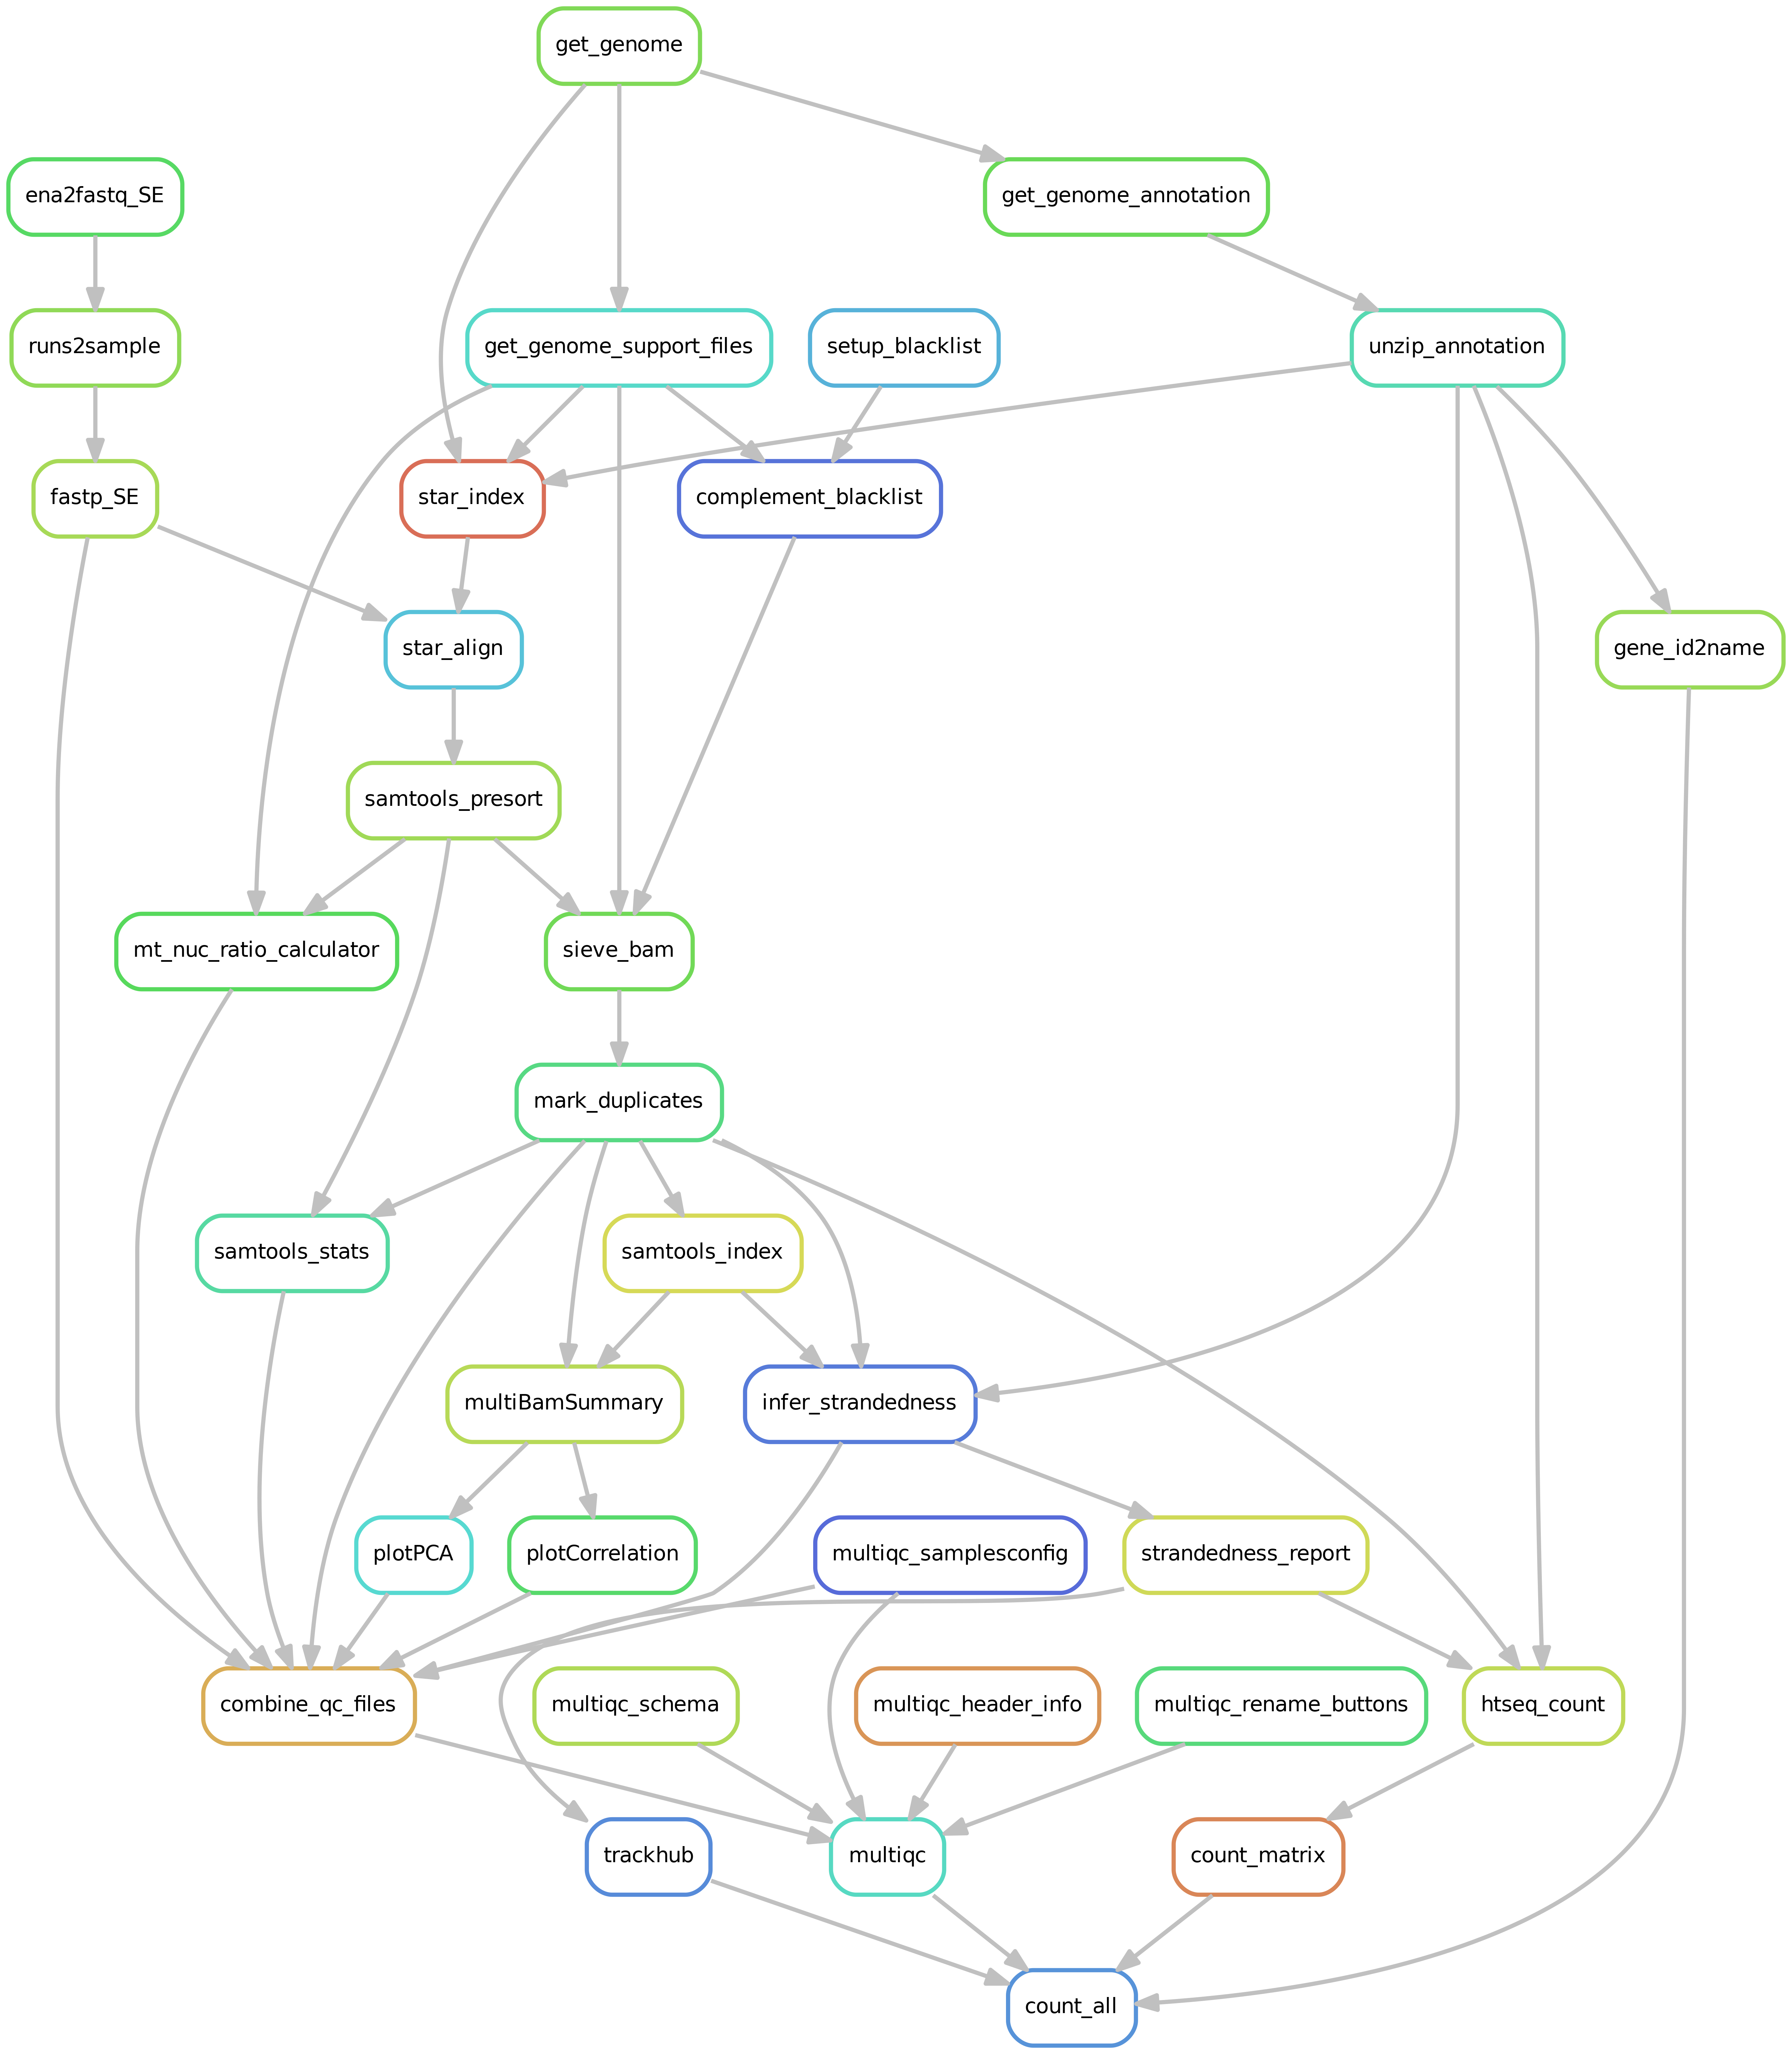 get_genome
ena2fastq_SE
get_genome_annotation
runs2sample
get_genome_support_files
setup_blacklist
unzip_annotation
fastp_SE
star_index
complement_blacklist
star_align
gene_id2name
samtools_presort
mt_nuc_ratio_calculator
sieve_bam
mark_duplicates
samtools_stats
samtools_index
multiBamSummary
infer_strandedness
plotPCA
plotCorrelation
multiqc_samplesconfig
strandedness_report
combine_qc_files
multiqc_schema
multiqc_header_info
multiqc_rename_buttons
htseq_count
trackhub
multiqc
count_matrix
count_all